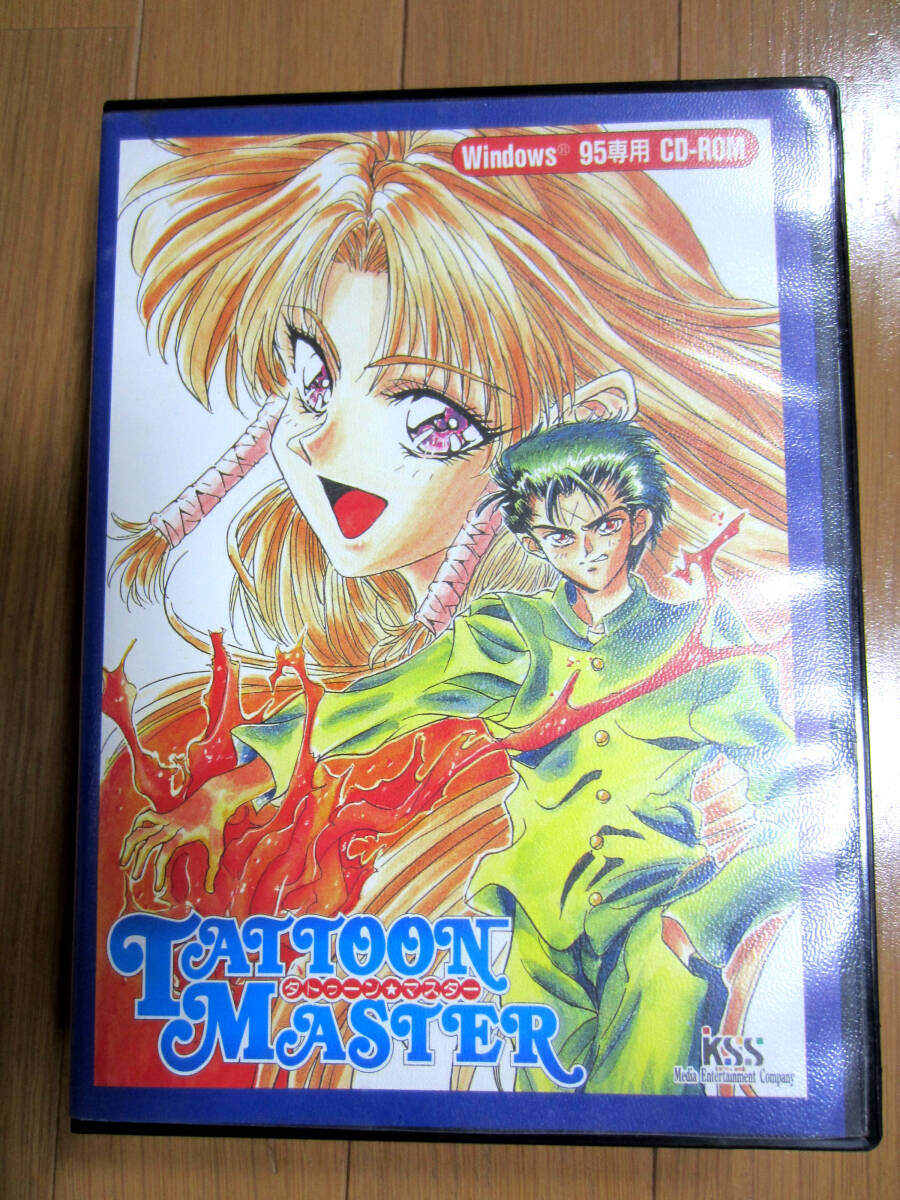 Windows® 95専用 CD-ROM
TATTOON
タトゥーン★マスター
MASTER
KSS
Media Entertainment Company